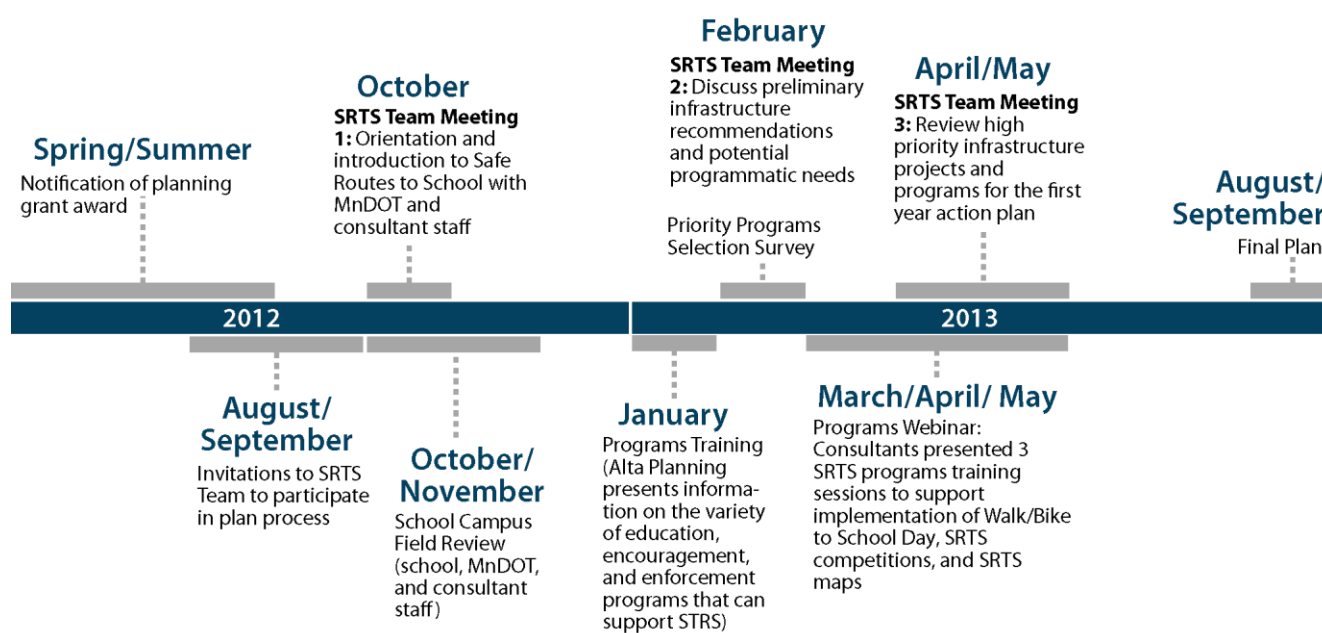 Spring/Summer
Notification of planning
grant award
October
SRTS Team Meeting
1: Orientation and
introduction to Safe
Routes to School with
MnDOT and
consultant staff
February
SRTS Team Meeting
2: Discuss preliminary
infrastructure
recommendations
and potential
programmatic needs
Priority Programs
Selection Survey
April/May
SRTS Team Meeting
3: Review high
priority infrastructure
projects and
programs for the first
year action plan
August/
September
Final Plan
2012
2013
August/
September
Invitations to SRTS
Team to participate
in plan process
October/
November
School Campus
Field Review
(school, MnDOT,
and consultant
staff)
January
Programs Training
(Alta Planning
presents informa-
tion on the variety
of education,
encouragement,
and enforcement
programs that can
support STRS)
March/April/ May
Programs Webinar:
Consultants presented 3
SRTS programs training
sessions to support
implementation of Walk/Bike
to School Day, SRTS
competitions, and SRTS
maps